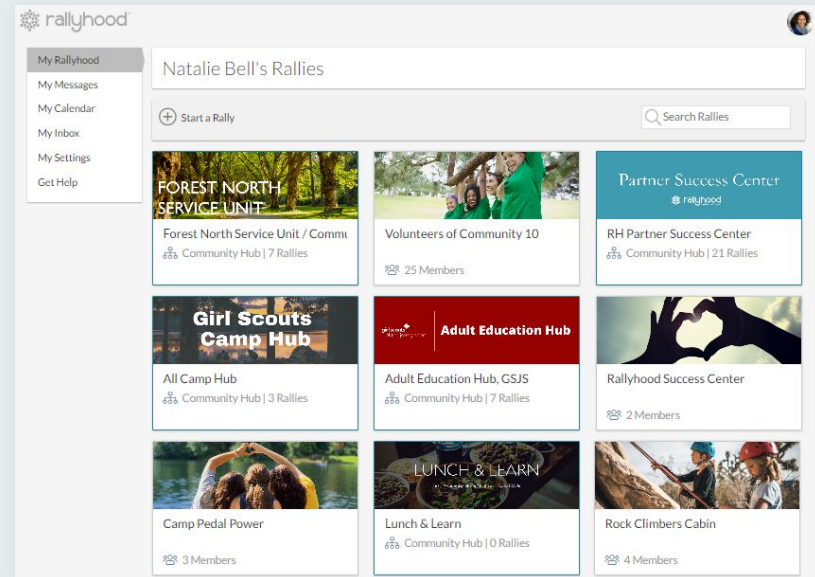 rallyhood
My Rallyhood
My Messages
My Calendar
My Inbox
My Settings
Get Help
Natalie Bell's Rallies
Start a Rally
Search Rallies
FOREST NORTH
SERVICE UNIT
Forest North Service Unit / Commu
Community Hub | 7 Rallies
Volunteers of Community 10
25 Members
Partner Success Center
rallyhood
RH Partner Success Center
Community Hub | 21 Rallies
Girl Scouts
Camp Hub
All Camp Hub
Community Hub | 3 Rallies
girl scouts
Adult Education Hub
Adult Education Hub, GSJS
Community Hub | 7 Rallies
Rallyhood Success Center
2 Members
Camp Pedal Power
3 Members
LUNCH & LEARN
Lunch & Learn
Community Hub | 0 Rallies
Rock Climbers Cabin
4 Members